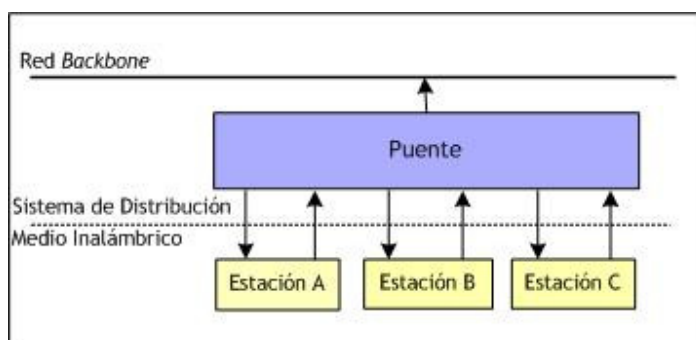 Red Backbone
Puente
Sistema de Distribución
Medio Inalámbrico
Estación A
Estación B
Estación C